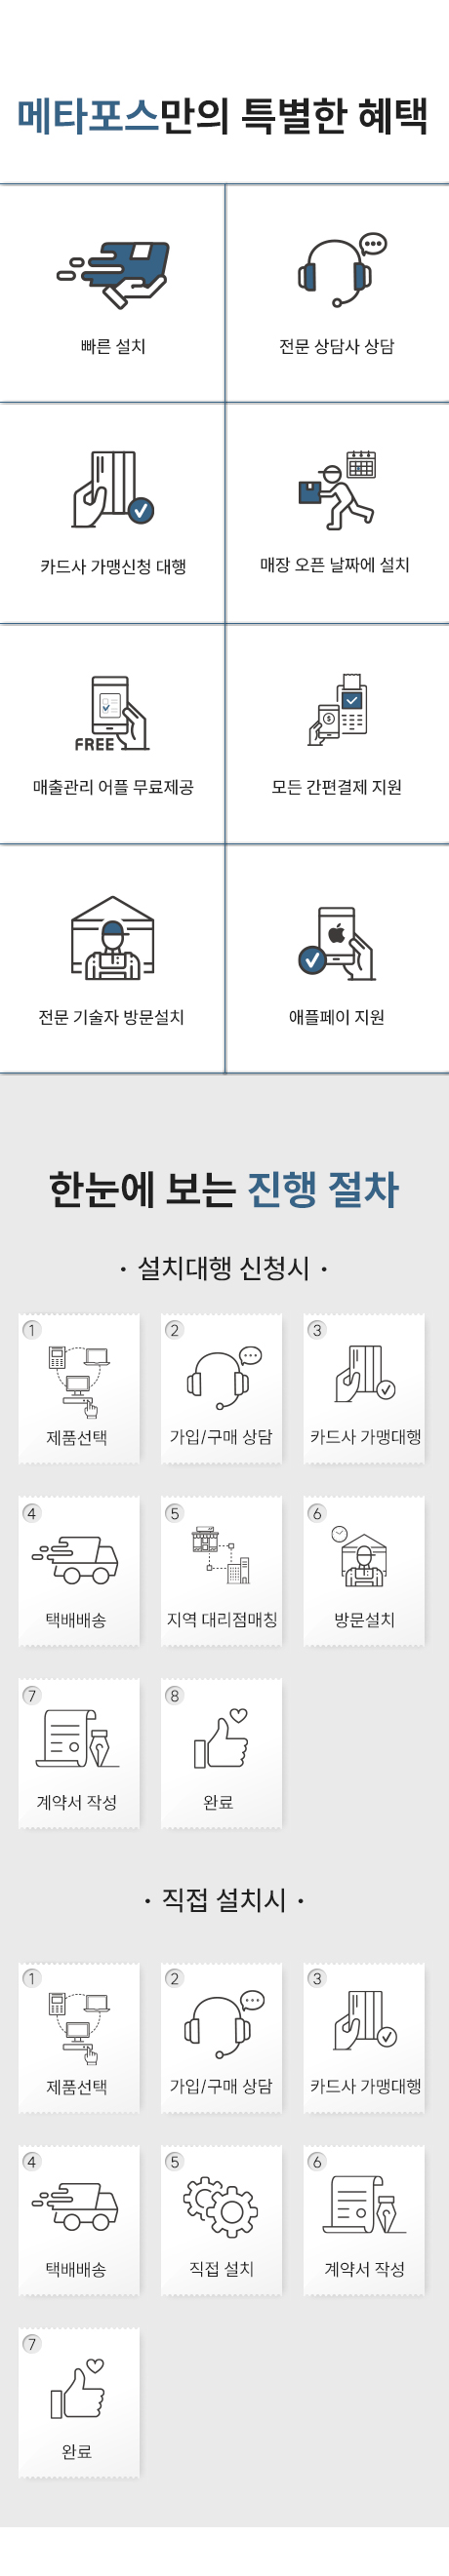 메타포스만의 특별한 혜택
빠른 설치
전문 상담사 상담
카드사 가맹신청 대행
매장 오픈 날짜에 설치
FREE
매출관리 어플 무료제공
모든 간편결제 지원
전문 기술자 방문설치
애플페이 지원
한눈에 보는 진행 절차
· 설치대행 신청시 ·
1
제품선택
2
가입/구매 상담
3
카드사 가맹대행
4
택배배송
5
지역 대리점매칭
6
방문설치
7
계약서 작성
8
완료
· 직접 설치시 ·
1
제품선택
2
가입/구매 상담
3
카드사 가맹대행
4
택배배송
5
직접 설치
6
계약서 작성
7
완료